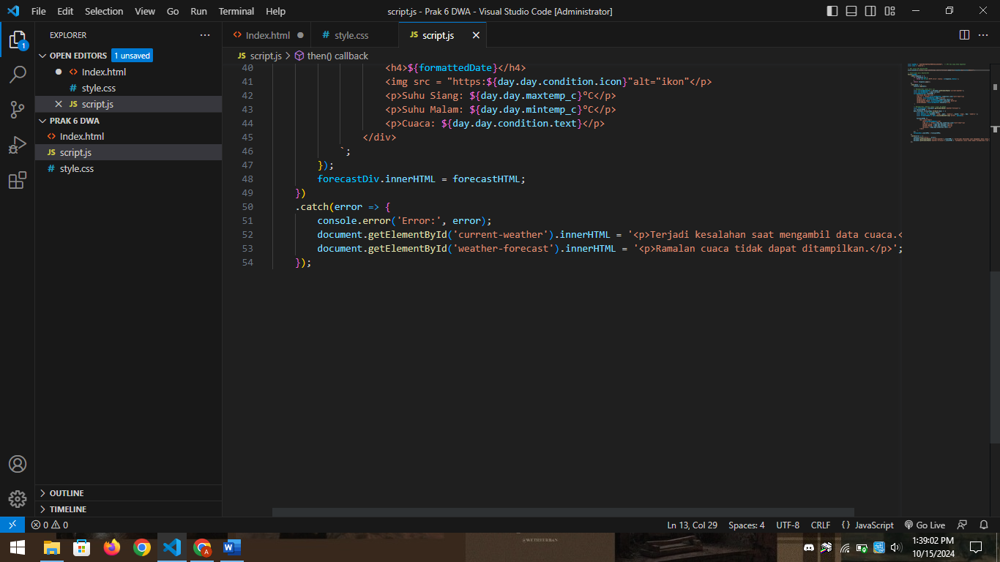 File Edit Selection View Go Run Terminal Help
script.js - Prak 6 DWA - Visual Studio Code [Administrator]
EXPLORER
OPEN EDITORS 1 unsaved
Index.html
style.css
script.js
PRAK 6 DWA
Index.html
script.js
style.css
OUTLINE
TIMELINE
1
Index.html
style.css
JS script.js
JS script.js > then() callback
40 <h4>${formattedDate}</h4>
41 <img src = "https:${day.day.condition.icon}"alt="ikon"</p>
42 <p>Suhu Siang: ${day.day.maxtemp_c}°C</p>
43 <p>Suhu Malam: ${day.day.mintemp_c}°C</p>
44 <p>Cuaca: ${day.day.condition.text}</p>
45 </div>
46 `;
47 });
48 forecastDiv.innerHTML = forecastHTML;
49 })
50 .catch(error => {
51 console.error('Error:', error);
52 document.getElementById('current-weather').innerHTML = '<p>Terjadi kesalahan saat mengambil data cuaca.<
53 document.getElementById('weather-forecast').innerHTML = '<p>Ramalan cuaca tidak dapat ditampilkan.</p>';
54 });
0 0 Ln 13, Col 29 Spaces: 4 UTF-8 CRLF { } JavaScript Go Live
1:39:02 PM
10/15/2024